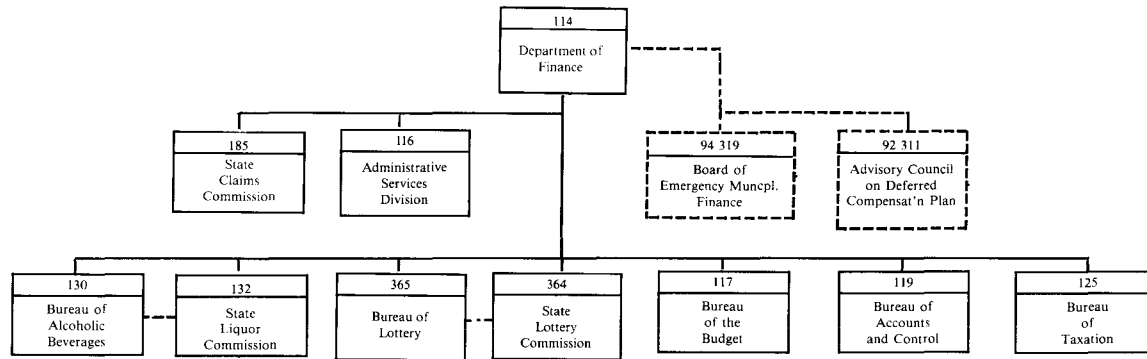 114
Department of
Finance
185
State
Claims
Commission
116
Administrative
Services
Division
94 319
Board of
Emergency Muncpl.
Finance
92 311
Advisory Council
on Deferred
Compensat'n Plan
130
Bureau of
Alcoholic
Beverages
132
State
Liquor
Commission
365
Bureau of
Lottery
364
State
Lottery
Commission
117
Bureau
of the
Budget
119
Bureau of
Accounts
and Control
125
Bureau
of
Taxation